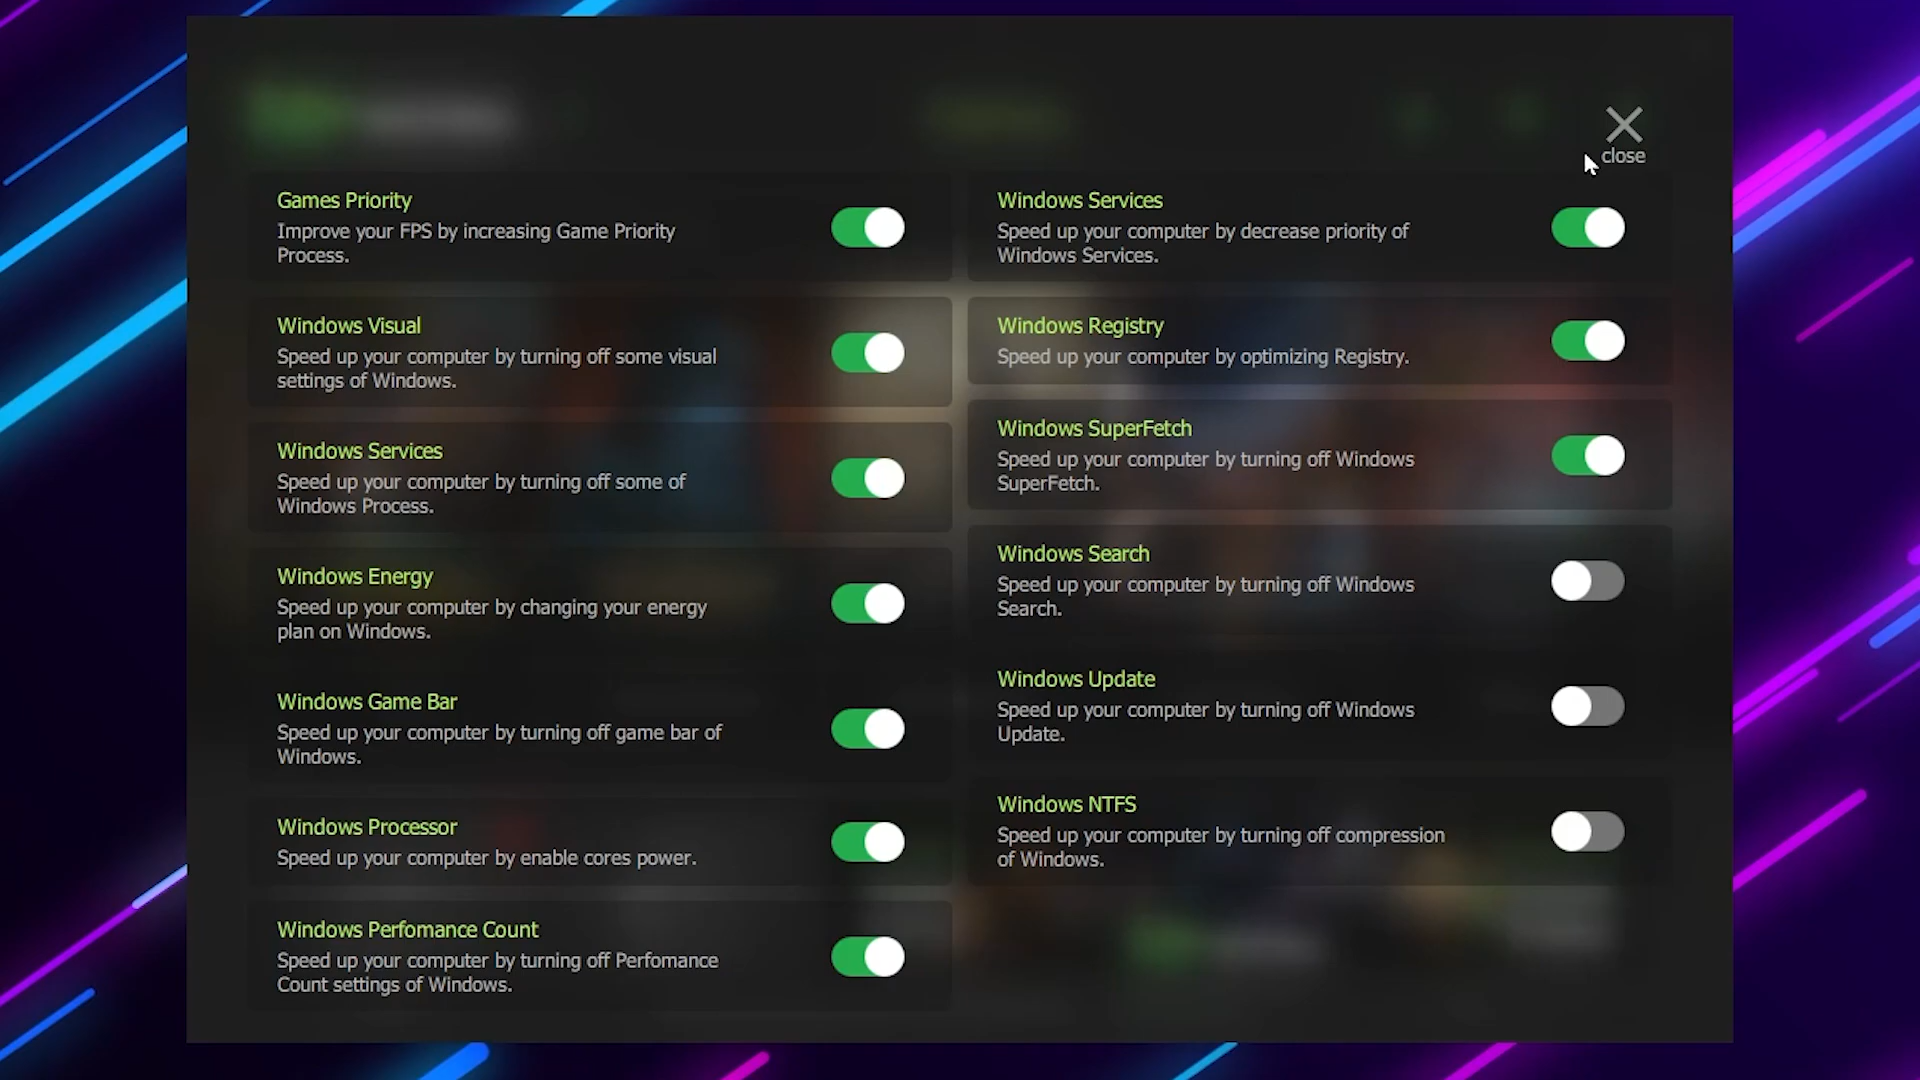 close
Games Priority
Improve your FPS by increasing Game Priority
Process.
Windows Visual
Speed up your computer by turning off some visual
settings of Windows.
Windows Services
Speed up your computer by turning off some of
Windows Process.
Windows Energy
Speed up your computer by changing your energy
plan on Windows.
Windows Game Bar
Speed up your computer by turning off game bar of
Windows.
Windows Processor
Speed up your computer by enable cores power.
Windows Perfomance Count
Speed up your computer by turning off Perfomance
Count settings of Windows.
Windows Services
Speed up your computer by decrease priority of
Windows Services.
Windows Registry
Speed up your computer by optimizing Registry.
Windows SuperFetch
Speed up your computer by turning off Windows
SuperFetch.
Windows Search
Speed up your computer by turning off Windows
Search.
Windows Update
Speed up your computer by turning off Windows
Update.
Windows NTFS
Speed up your computer by turning off compression
of Windows.